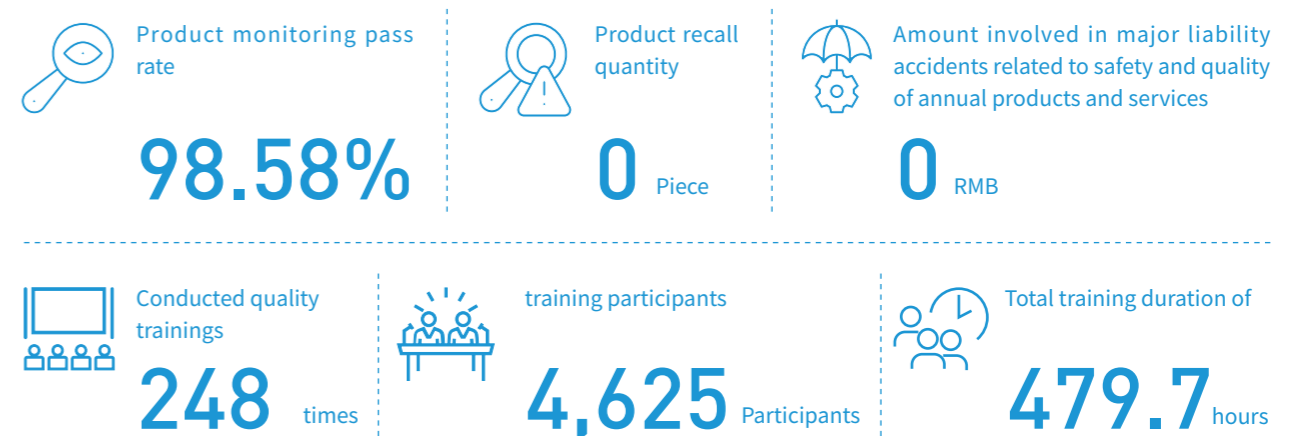 Product monitoring pass
rate
98.58%
Product recall
quantity
0 Piece
Amount involved in major liability
accidents related to safety and quality
of annual products and services
0 RMB
Conducted quality
trainings
248 times
training participants
4,625 Participants
Total training duration of
479.7 hours